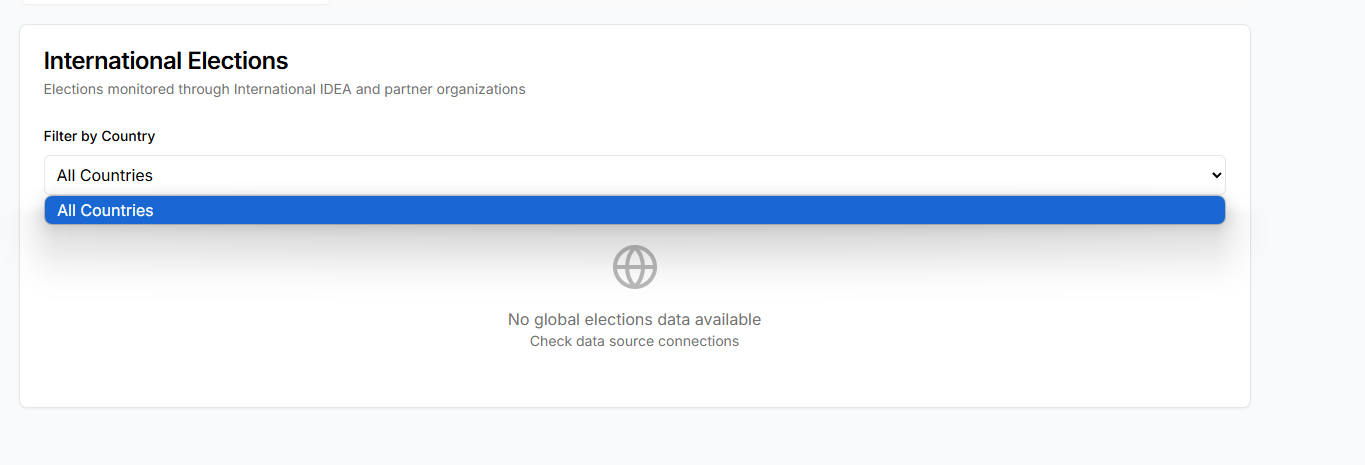 International Elections
Elections monitored through International IDEA and partner organizations
Filter by Country
All Countries
All Countries
No global elections data available
Check data source connections